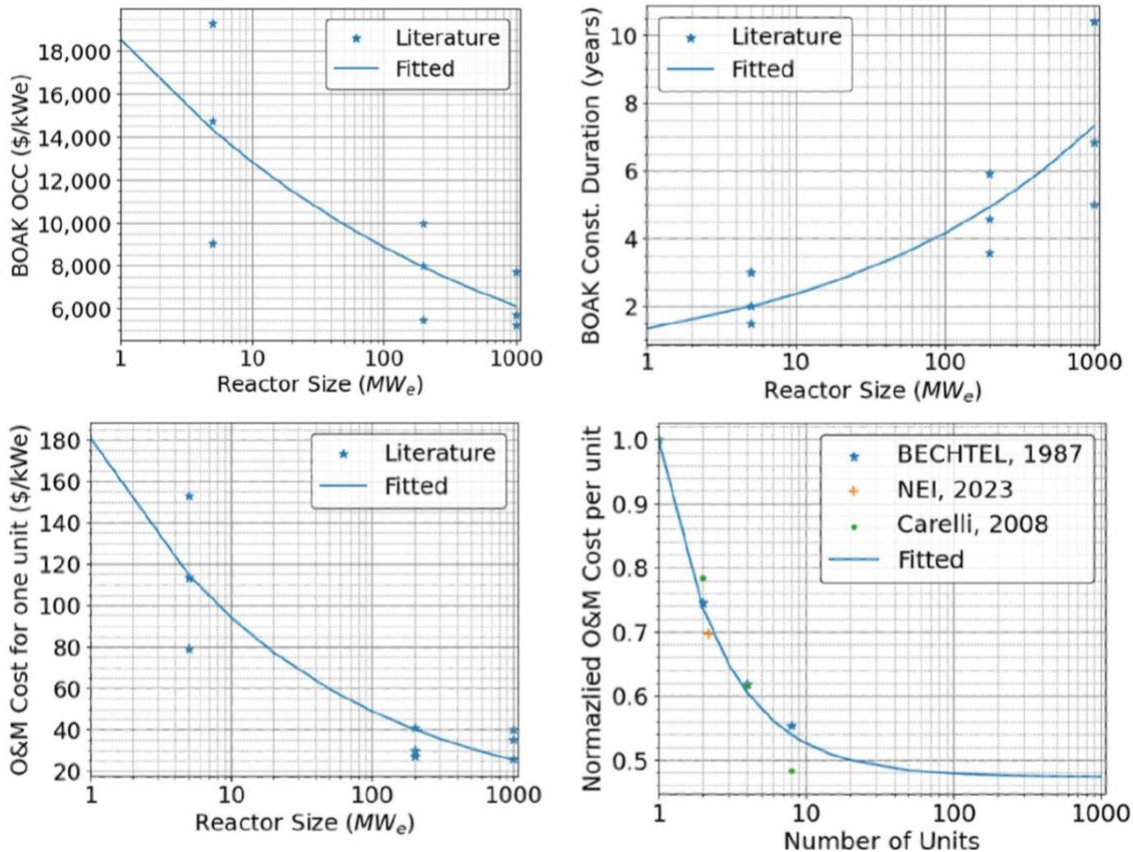 BOAK OCC ($/kWe)
18,000
16,000
14,000
12,000
10,000
8,000
6,000
Literature
Fitted
1
10
100
1000
Reactor Size (MWe)
BOAK Const. Duration (years)
10
8
6
4
2
Literature
Fitted
1
10
100
1000
Reactor Size (MWe)
O&M Cost for one unit ($/kWe)
180
160
140
120
100
80
60
40
20
Literature
Fitted
1
10
100
1000
Reactor Size (MWe)
Normazlied O&M Cost per unit
1.0
0.9
0.8
0.7
0.6
0.5
BECHTEL, 1987
NEI, 2023
Carelli, 2008
Fitted
1
10
100
1000
Number of Units